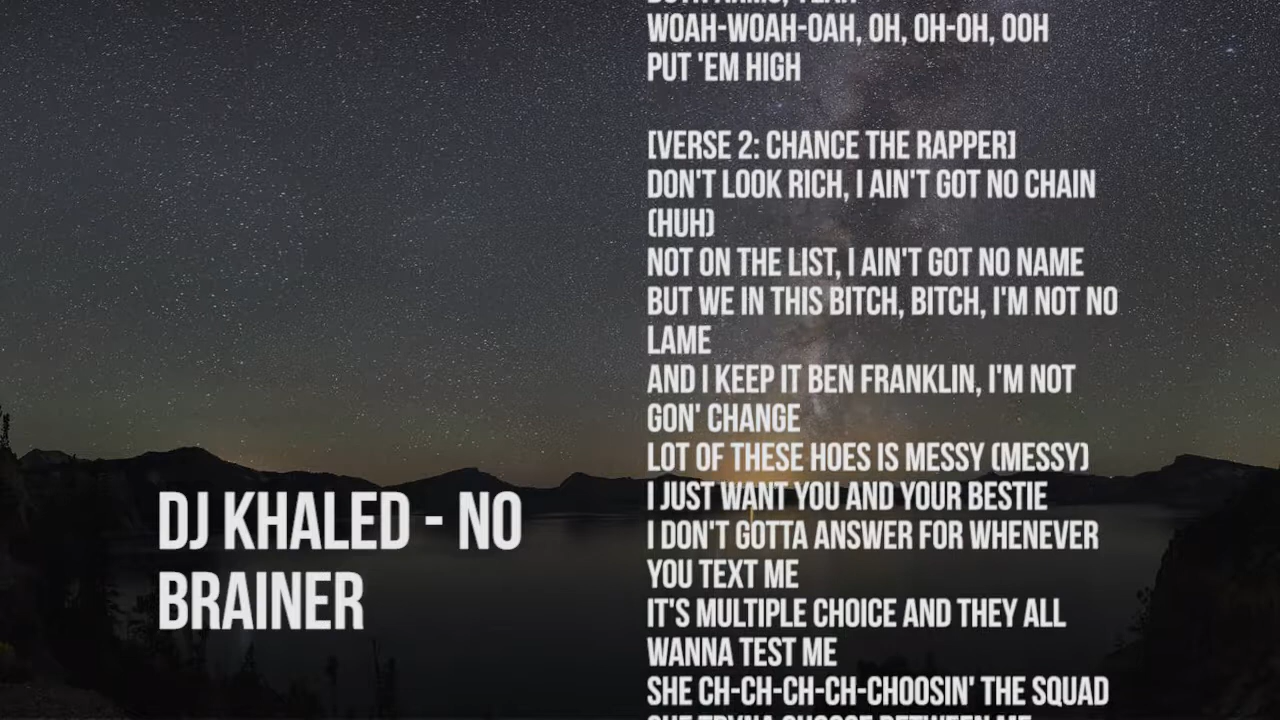 WOAH-WOAH-OAH, OH, OH-OH, OOH
PUT 'EM HIGH
[VERSE 2: CHANCE THE RAPPER]
DON'T LOOK RICH, I AIN'T GOT NO CHAIN
(HUH)
NOT ON THE LIST, I AIN'T GOT NO NAME
BUT WE IN THIS BITCH, BITCH, I'M NOT NO
LAME
AND I KEEP IT BEN FRANKLIN, I'M NOT
GON' CHANGE
LOT OF THESE HOES IS MESSY (MESSY)
I JUST WANT YOU AND YOUR BESTIE
I DON'T GOTTA ANSWER FOR WHENEVER
YOU TEXT ME
IT'S MULTIPLE CHOICE AND THEY ALL
WANNA TEST ME
SHE CH-CH-CH-CH-CHOOSIN' THE SQUAD
DJ KHALED - NO
BRAINER